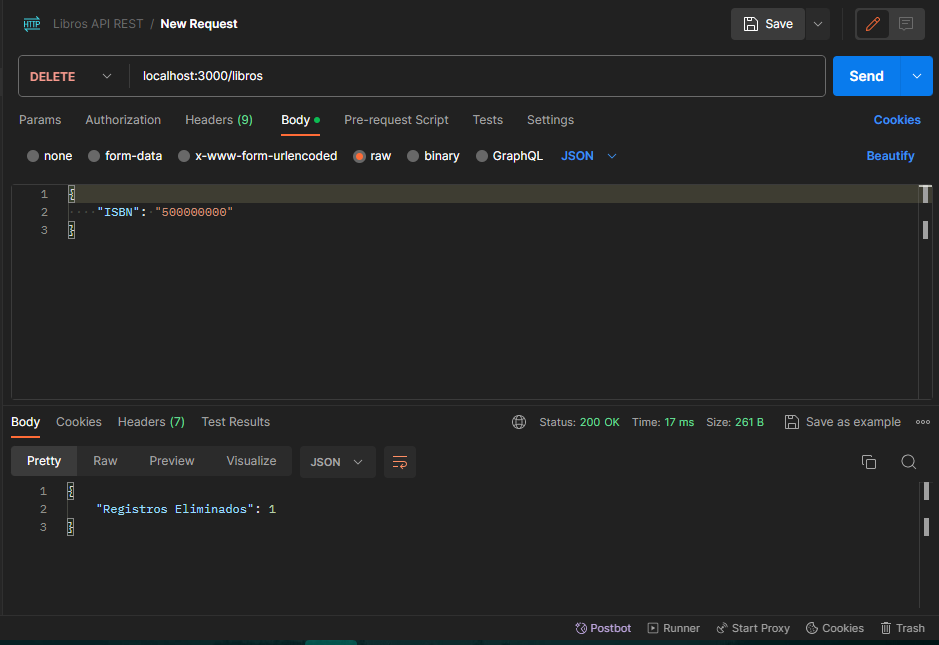 HTTP Libros API REST / New Request Save
DELETE localhost:3000/libros Send
Params Authorization Headers (9) Body Pre-request Script Tests Settings Cookies
none form-data x-www-form-urlencoded raw binary GraphQL JSON Beautify
1 {
2 "ISBN": "500000000"
3 }
Body Cookies Headers (7) Test Results Status: 200 OK Time: 17 ms Size: 261 B Save as example
Pretty Raw Preview Visualize JSON
1 {
2 "Registros Eliminados": 1
3 }
Postbot Runner Start Proxy Cookies Trash